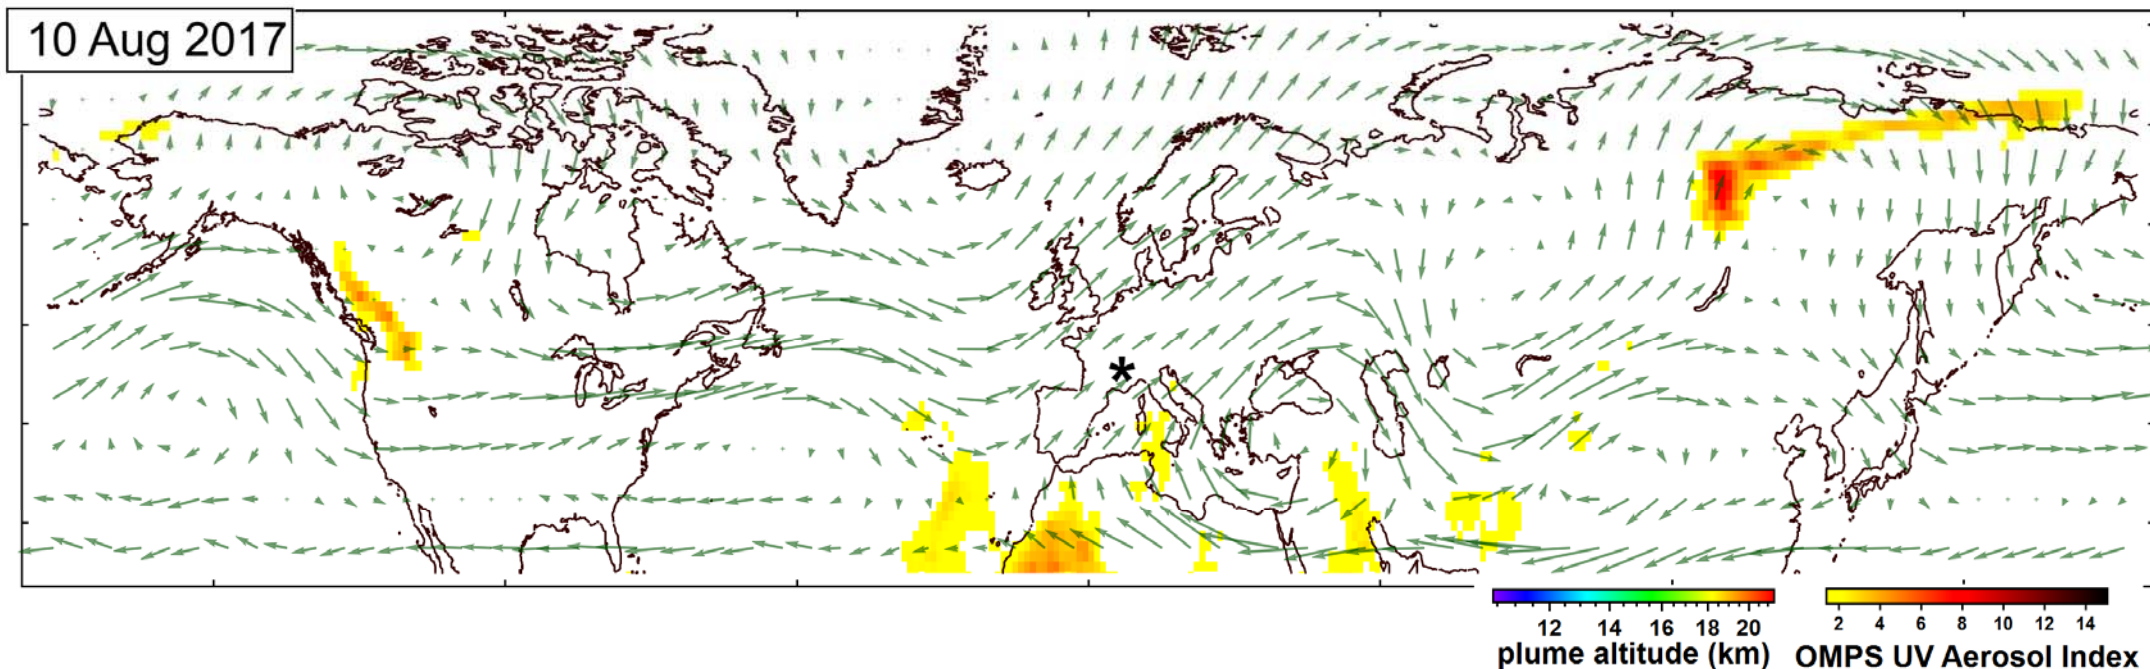 10 Aug 2017
*
12 14 16 18 20
plume altitude (km)
2 4 6 8 10 12 14
OMPS UV Aerosol Index